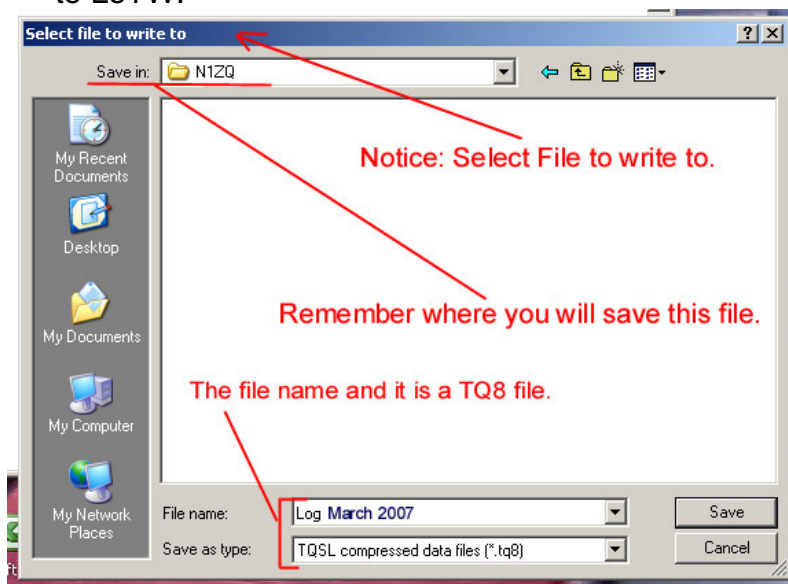 Select file to write to
Save in: N1ZQ
My Recent Documents
Notice: Select File to write to.
Desktop
Remember where you will save this file.
My Documents
The file name and it is a TQ8 file.
My Computer
My Network Places
File name: Log March 2007 Save
Save as type: TQSL compressed data files (*.tq8) Cancel